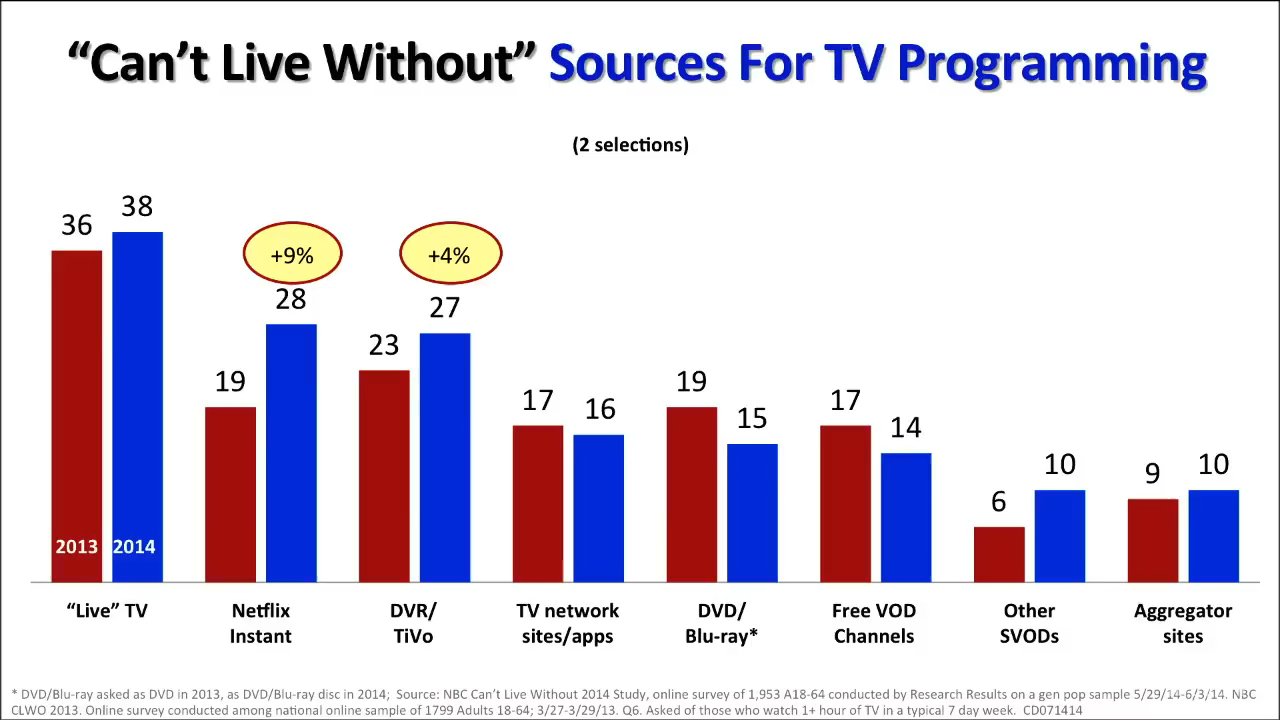 “Can’t Live Without” Sources For TV Programming
(2 selections)
36 38
+9%
+4%
19 28
23 27
17 16
19 15
17 14
6 10
9 10
2013 2014
“Live” TV
Netflix
Instant
DVR/
TiVo
TV network
sites/apps
DVD/
Blu-ray*
Free VOD
Channels
Other
SVODs
Aggregator
sites
* DVD/Blu-ray asked as DVD in 2013, as DVD/Blu-ray disc in 2014; Source: NBC Can’t Live Without 2014 Study, online survey of 1,953 A18-64 conducted by Research Results on a gen pop sample 5/29/14-6/3/14. NBC
CLWO 2013. Online survey conducted among national online sample of 1799 Adults 18-64; 3/27-3/29/13. Q6. Asked of those who watch 1+ hour of TV in a typical 7 day week. CD071414